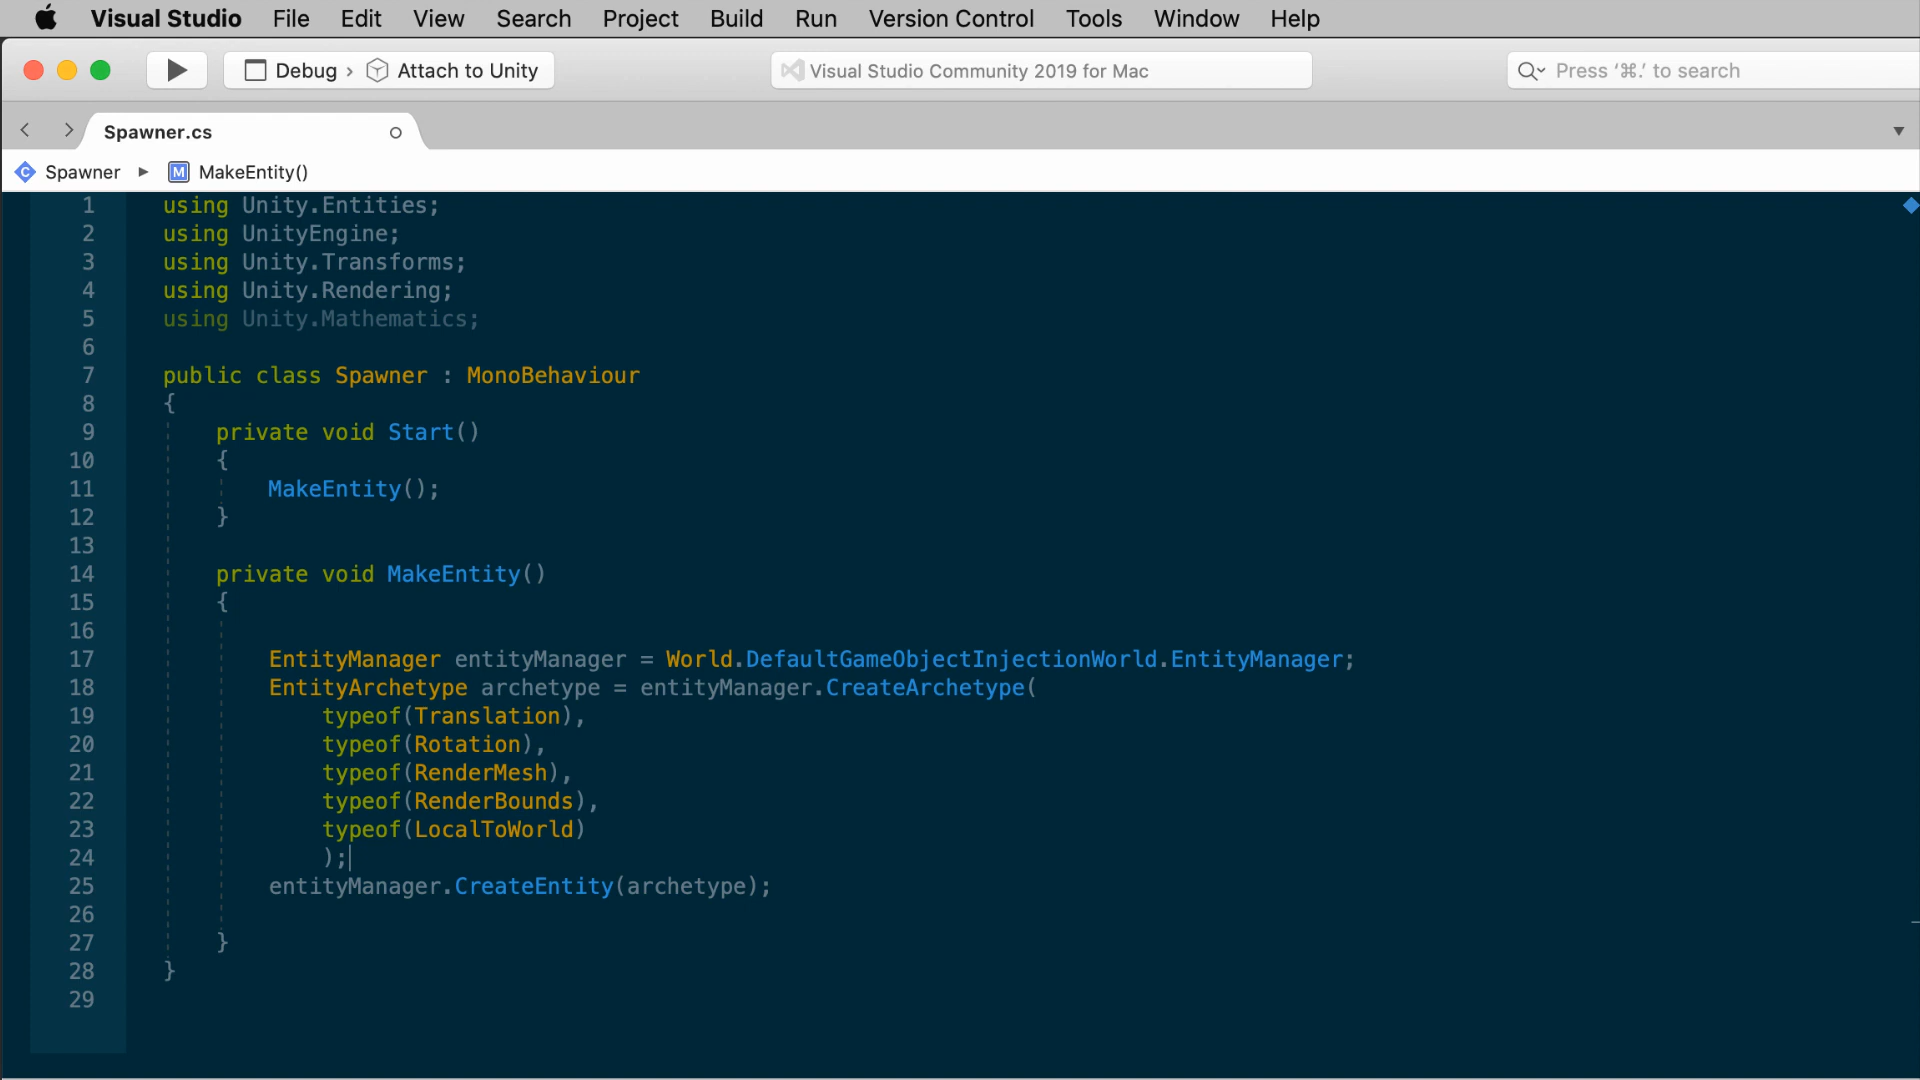 Visual Studio File Edit View Search Project Build Run Version Control Tools Window Help
Debug › Attach to Unity
Visual Studio Community 2019 for Mac
Press ‘⌘.’ to search
Spawner.cs
Spawner ▸ M MakeEntity()
1 using Unity.Entities;
2 using UnityEngine;
3 using Unity.Transforms;
4 using Unity.Rendering;
5 using Unity.Mathematics;
6
7 public class Spawner : MonoBehaviour
8 {
9 private void Start()
10 {
11 MakeEntity();
12 }
13
14 private void MakeEntity()
15 {
16
17 EntityManager entityManager = World.DefaultGameObjectInjectionWorld.EntityManager;
18 EntityArchetype archetype = entityManager.CreateArchetype(
19 typeof(Translation),
20 typeof(Rotation),
21 typeof(RenderMesh),
22 typeof(RenderBounds),
23 typeof(LocalToWorld)
24 );
25 entityManager.CreateEntity(archetype);
26
27 }
28 }
29